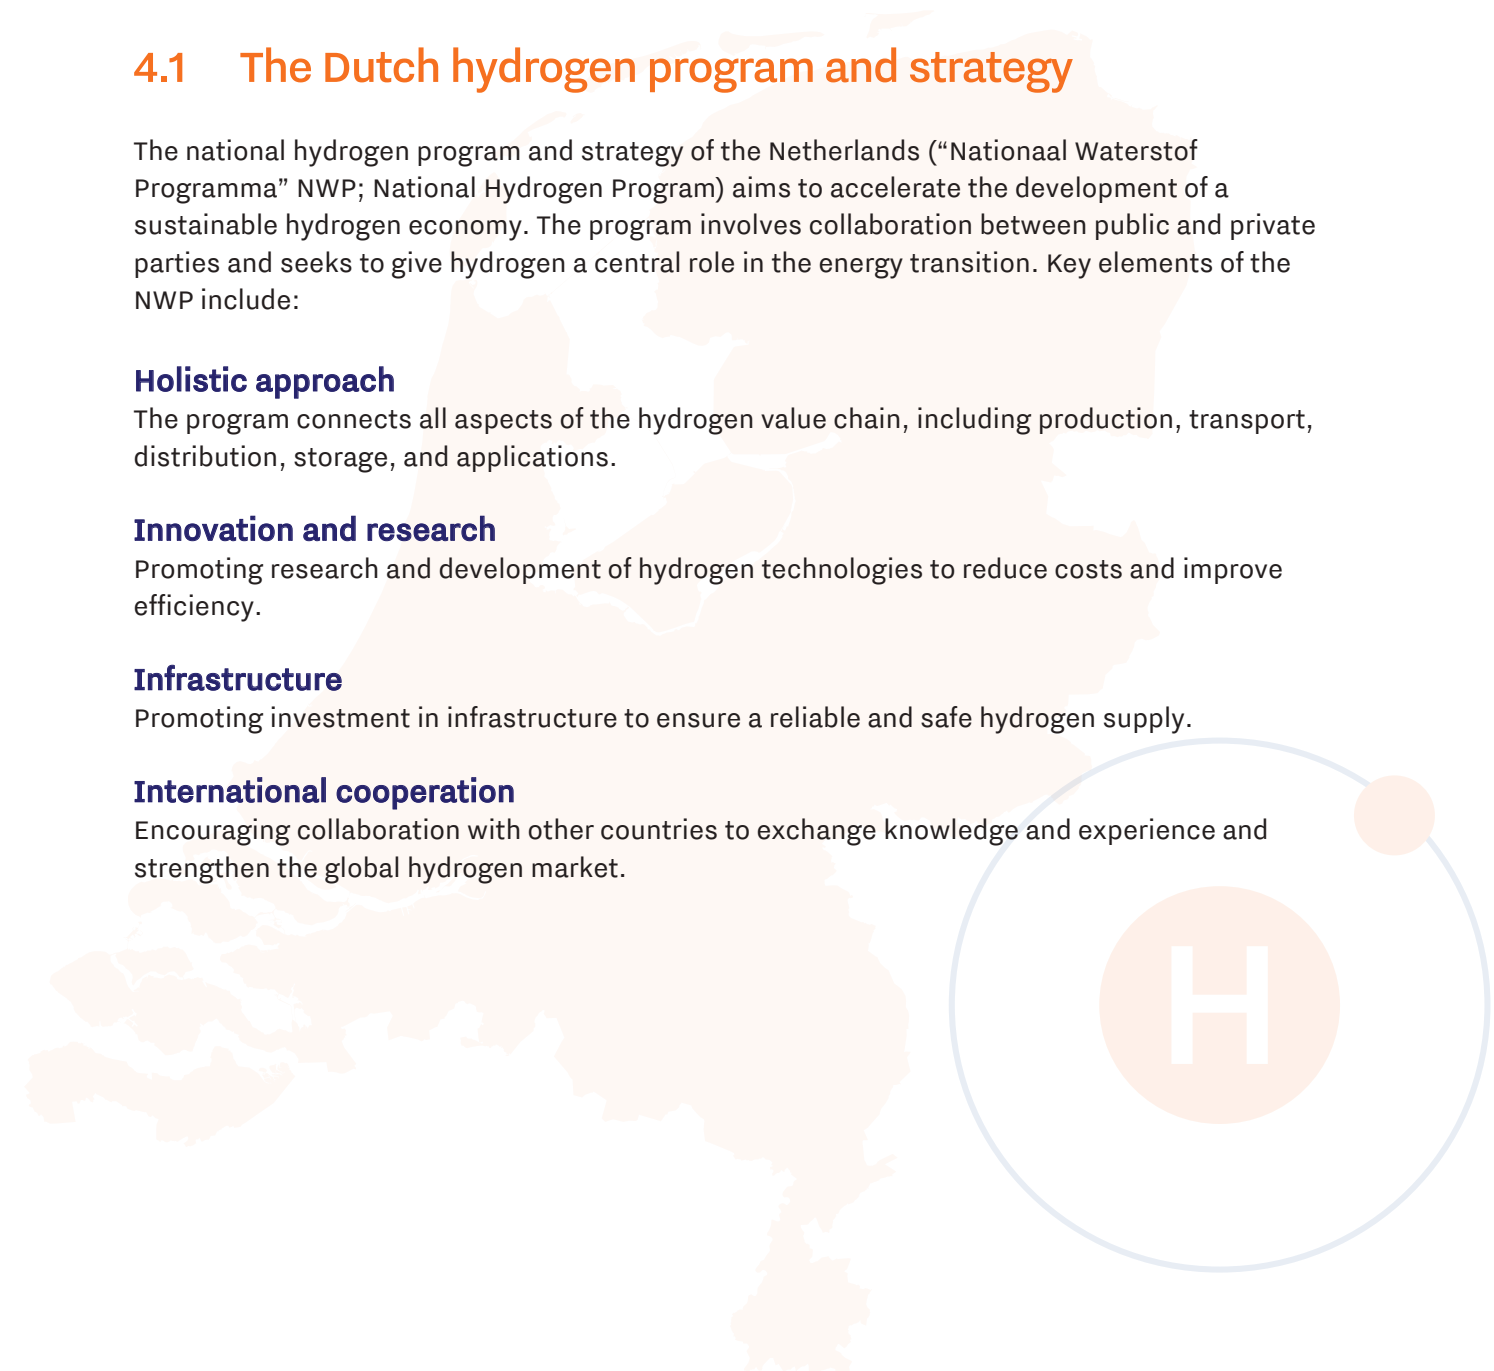 4.1 The Dutch hydrogen program and strategy
The national hydrogen program and strategy of the Netherlands (“Nationaal Waterstof
Programma” NWP; National Hydrogen Program) aims to accelerate the development of a
sustainable hydrogen economy. The program involves collaboration between public and private
parties and seeks to give hydrogen a central role in the energy transition. Key elements of the
NWP include:
Holistic approach
The program connects all aspects of the hydrogen value chain, including production, transport,
distribution, storage, and applications.
Innovation and research
Promoting research and development of hydrogen technologies to reduce costs and improve
efficiency.
Infrastructure
Promoting investment in infrastructure to ensure a reliable and safe hydrogen supply.
International cooperation
Encouraging collaboration with other countries to exchange knowledge and experience and
strengthen the global hydrogen market.
H